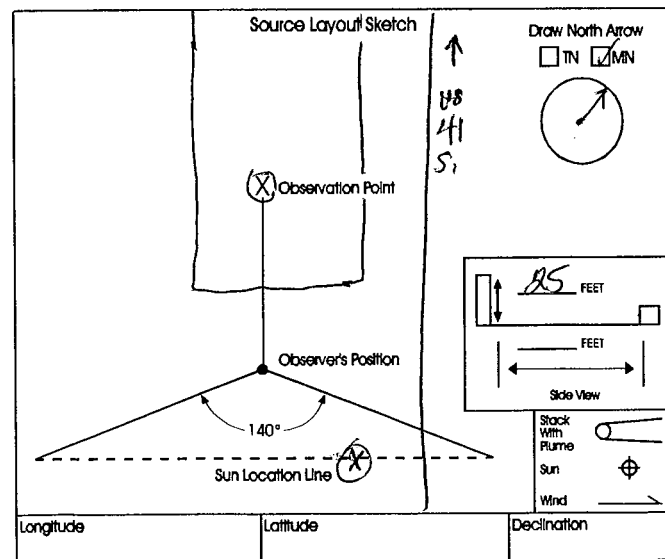 Source Layout Sketch
Draw North Arrow
TN MN
US
41
S.
X Observation Point
25 FEET
FEET
Side View
Observer's Position
140°
X
Sun Location Line
Stack
With
Plume
Sun
Wind
Longitude Latitude Declination